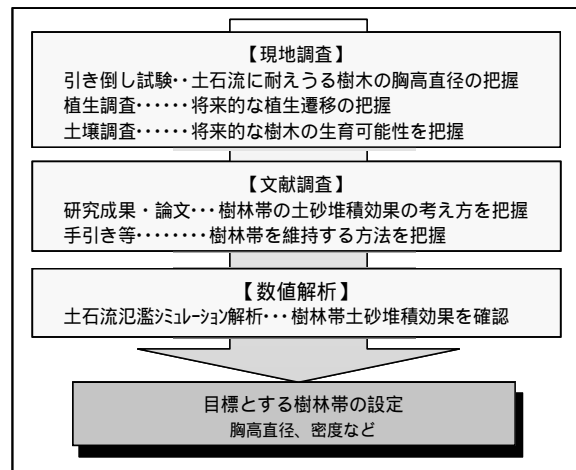 【現地調査】
引き倒し試験‥土石流に耐えうる樹木の胸高直径の把握
植生調査‥‥‥将来的な植生遷移の把握
土壌調査‥‥‥将来的な樹木の生育可能性を把握
【文献調査】
研究成果・論文‥・樹林帯の土砂堆積効果の考え方を把握
手引き等‥‥‥‥樹林帯を維持する方法を把握
【数値解析】
土石流氾濫ｼﾐｭﾚｰｼｮﾝ解析‥・樹林帯土砂堆積効果を確認
目標とする樹林帯の設定
胸高直径、密度など